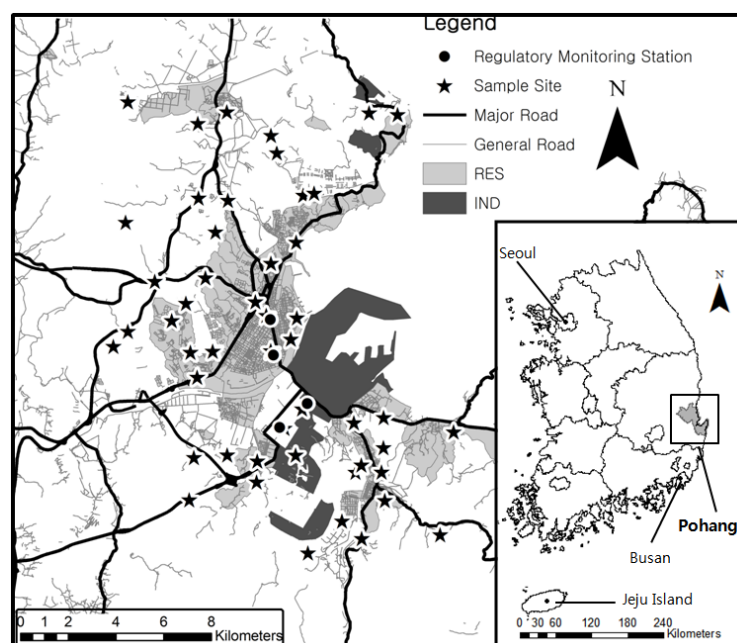 Legend
Regulatory Monitoring Station
Sample Site
Major Road
General Road
RES
IND
N
Seoul
N
Pohang
Busan
Jeju Island
0 1 2 4 6 8
Kilometers
0 30 60 120 180 240
Kilometers